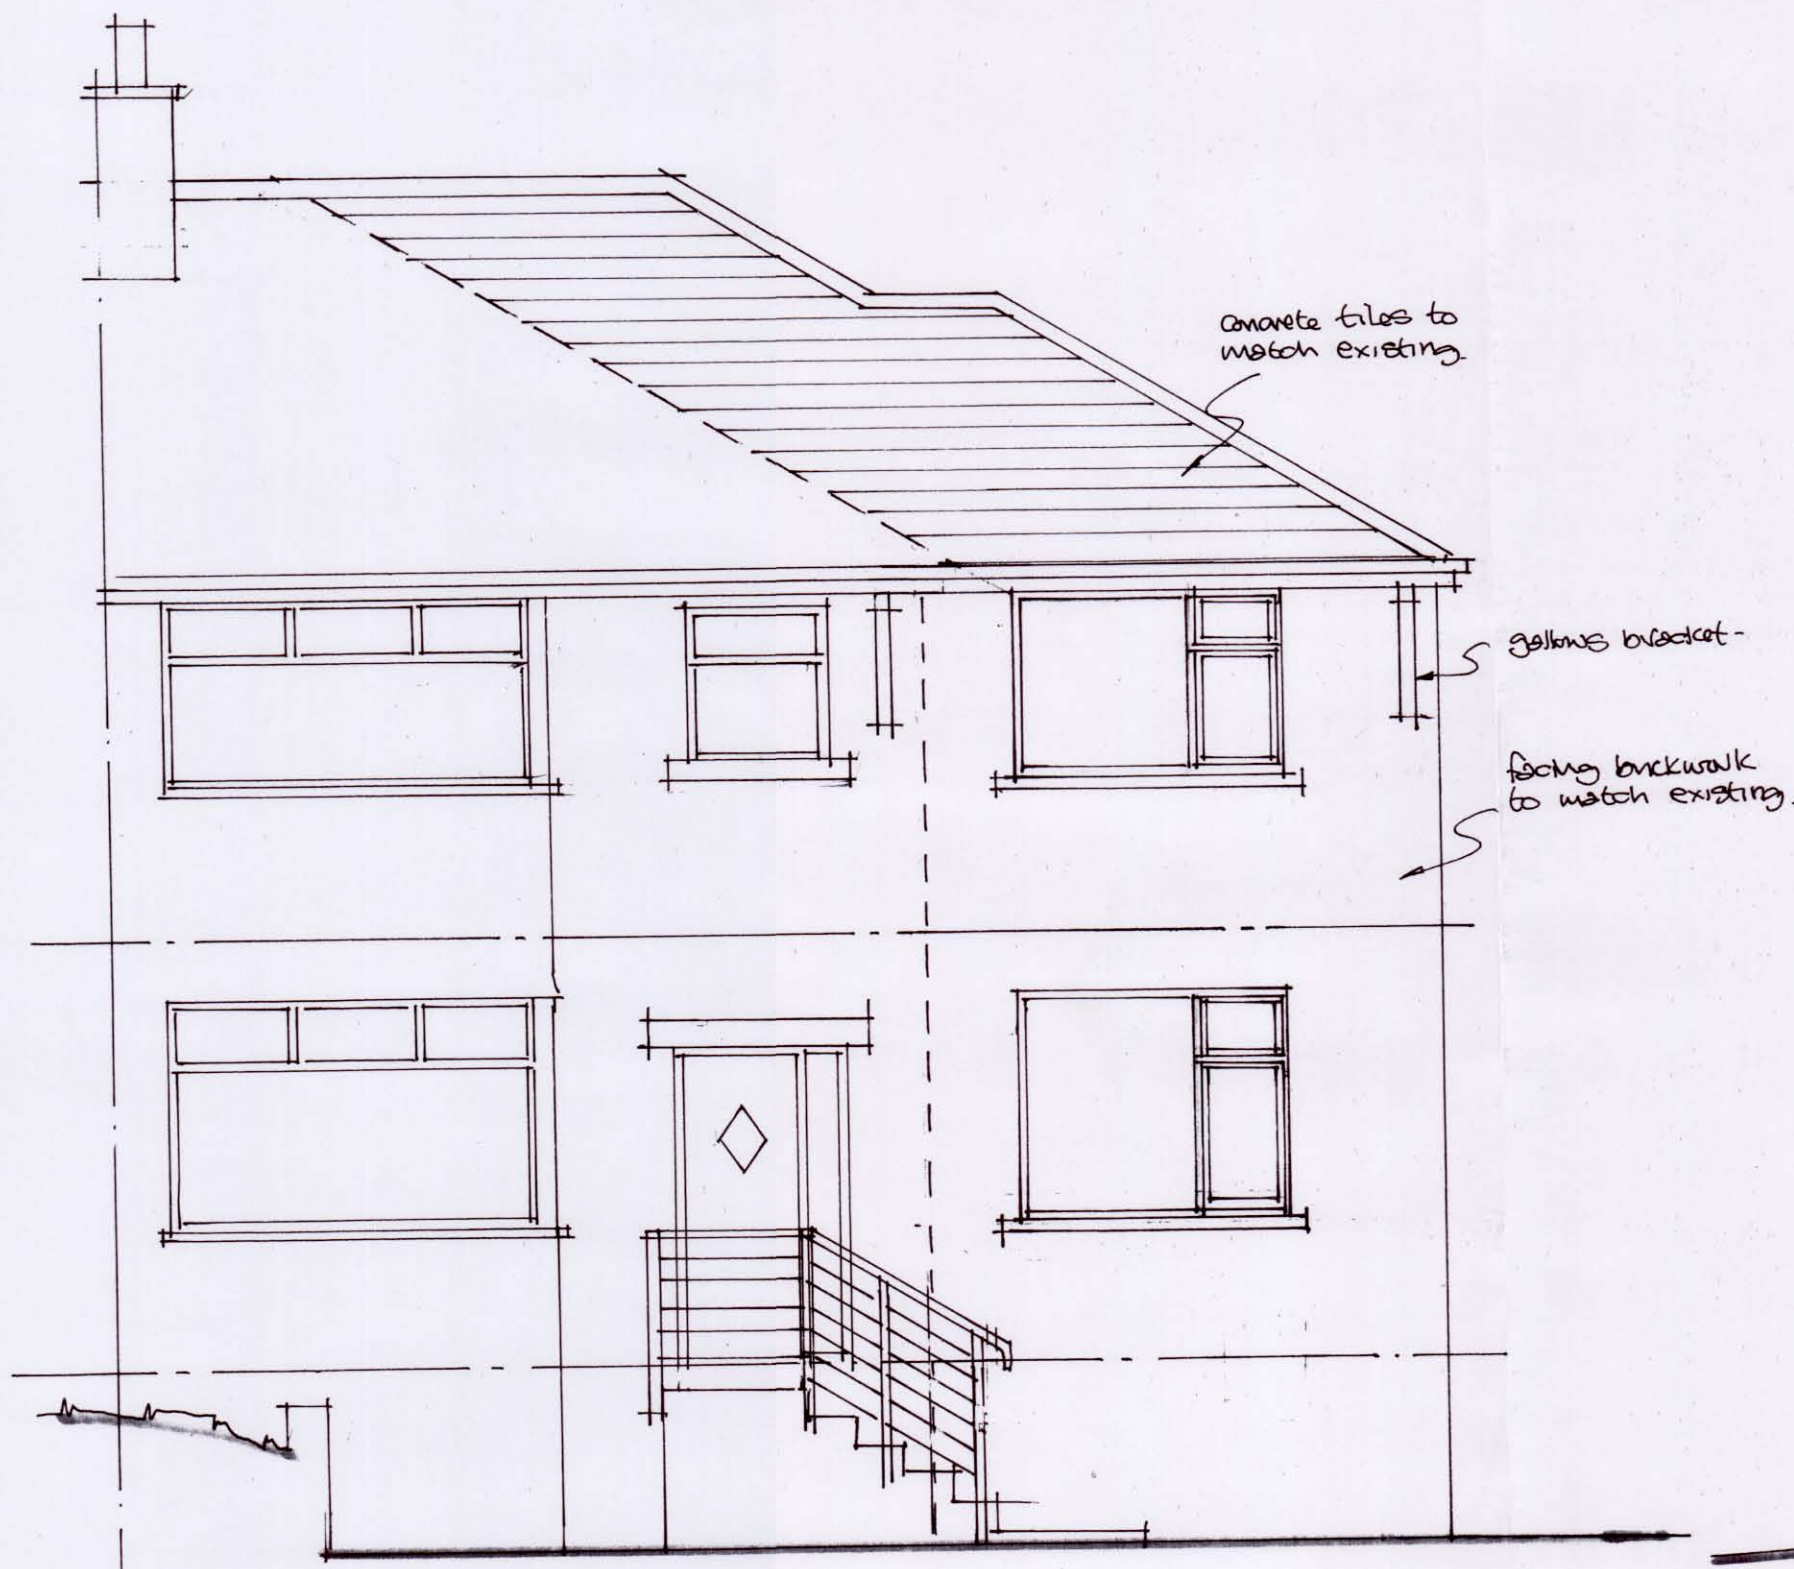 concrete tiles to
match existing.
gallows bracket-
facing brickwork
to match existing.